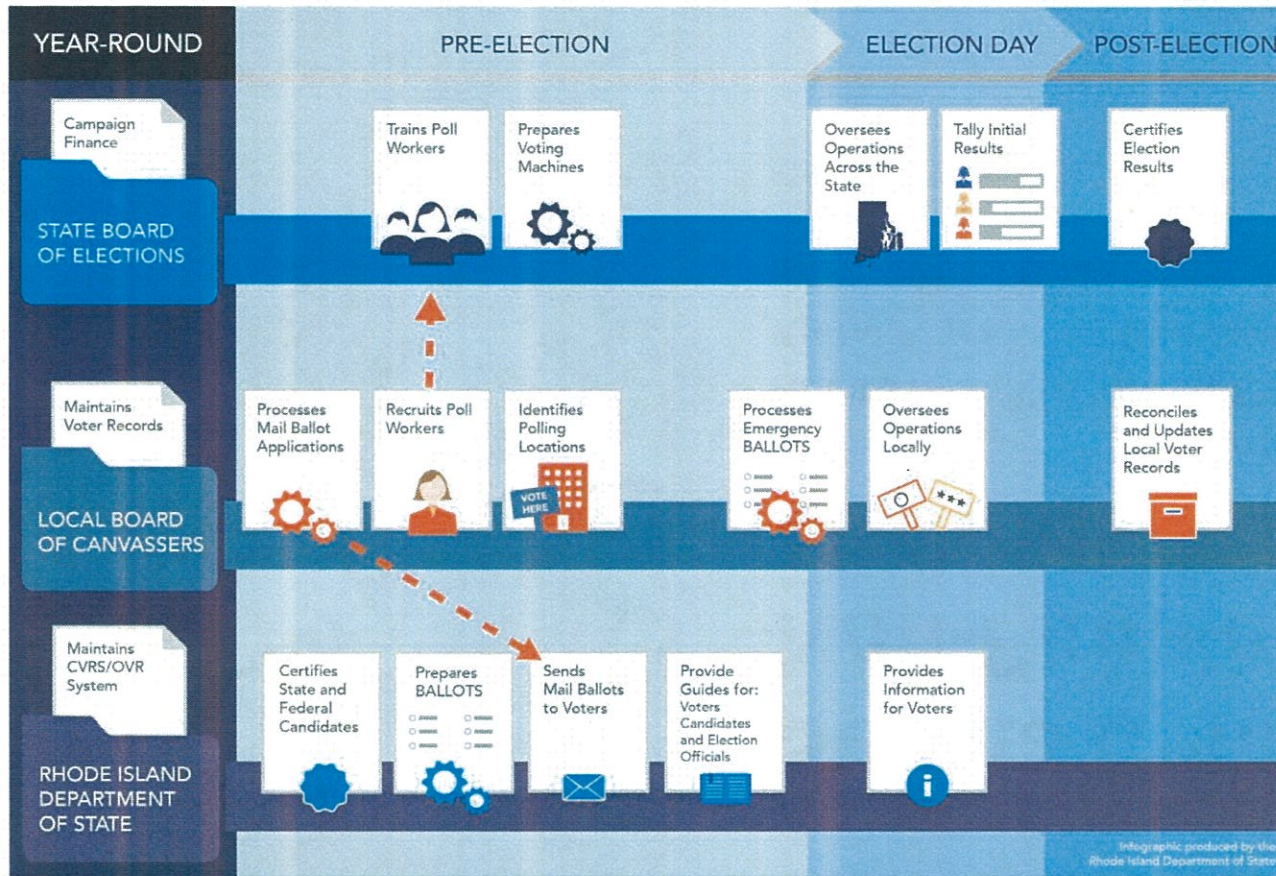 YEAR-ROUND
PRE-ELECTION
ELECTION DAY
POST-ELECTION
Campaign
Finance
STATE BOARD
OF ELECTIONS
Trains Poll
Workers
Prepares
Voting
Machines
Oversees
Operations
Across the
State
Tally Initial
Results
Certifies
Election
Results
Maintains
Voter Records
LOCAL BOARD
OF CANVASSERS
Processes
Mail Ballot
Applications
Recruits Poll
Workers
Identifies
Polling
Locations
VOTE
HERE
Processes
Emergency
BALLOTS
Oversees
Operations
Locally
Reconciles
and Updates
Local Voter
Records
Maintains
CVRS/OVR
System
RHODE ISLAND
DEPARTMENT
OF STATE
Certifies
State and
Federal
Candidates
Prepares
BALLOTS
Sends
Mail Ballots
to Voters
Provide
Guides for:
Voters
Candidates
and Election
Officials
Provides
Information
for Voters
i
Infographic produced by the
Rhode Island Department of State